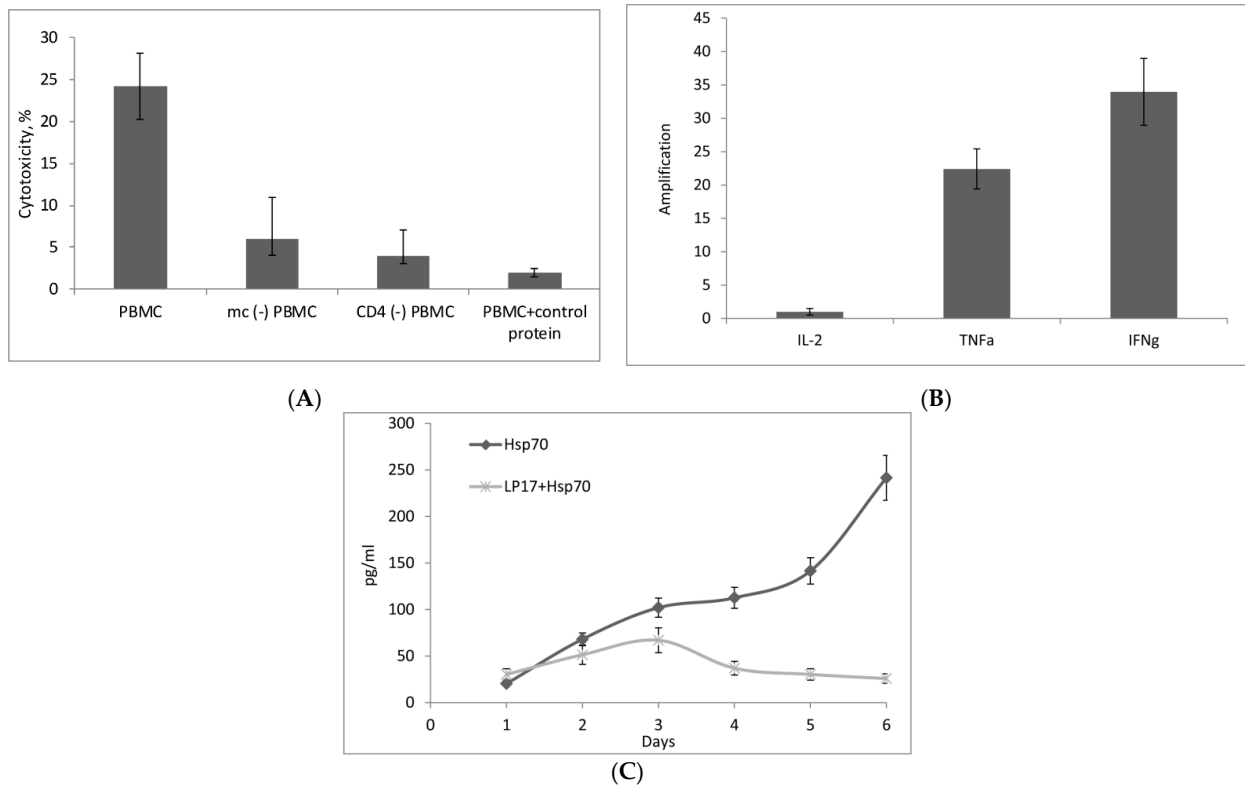 30
25
20
15
10
5
0
Cytotoxicity, %
PBMC
mc (-) PBMC
CD4 (-) PBMC
PBMC+control
protein
(A)
45
40
35
30
25
20
15
10
5
0
Amplification
IL-2
TNFa
IFNg
(B)
300
250
200
150
100
50
0
pg/ml
Hsp70
LP17+Hsp70
0 1 2 3 4 5 6
Days
(C)